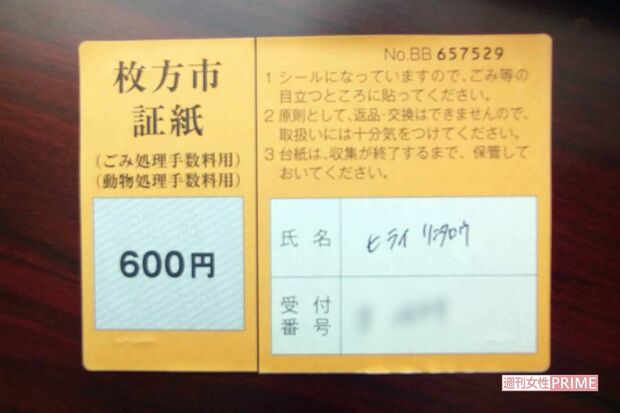 枚方市
証紙
(ごみ処理手数料用)
(動物処理手数料用)
600円
No.BB 657529
1 シールになっていますので、ごみ等の
目立つところに貼ってください。
2 原則として、返品・交換はできませんので、
取扱いには十分気をつけてください。
3 台紙は、収集が終了するまで、保管して
おいてください。
氏名
ヒライ リンタロウ
受付
番号
週刊女性PRIME